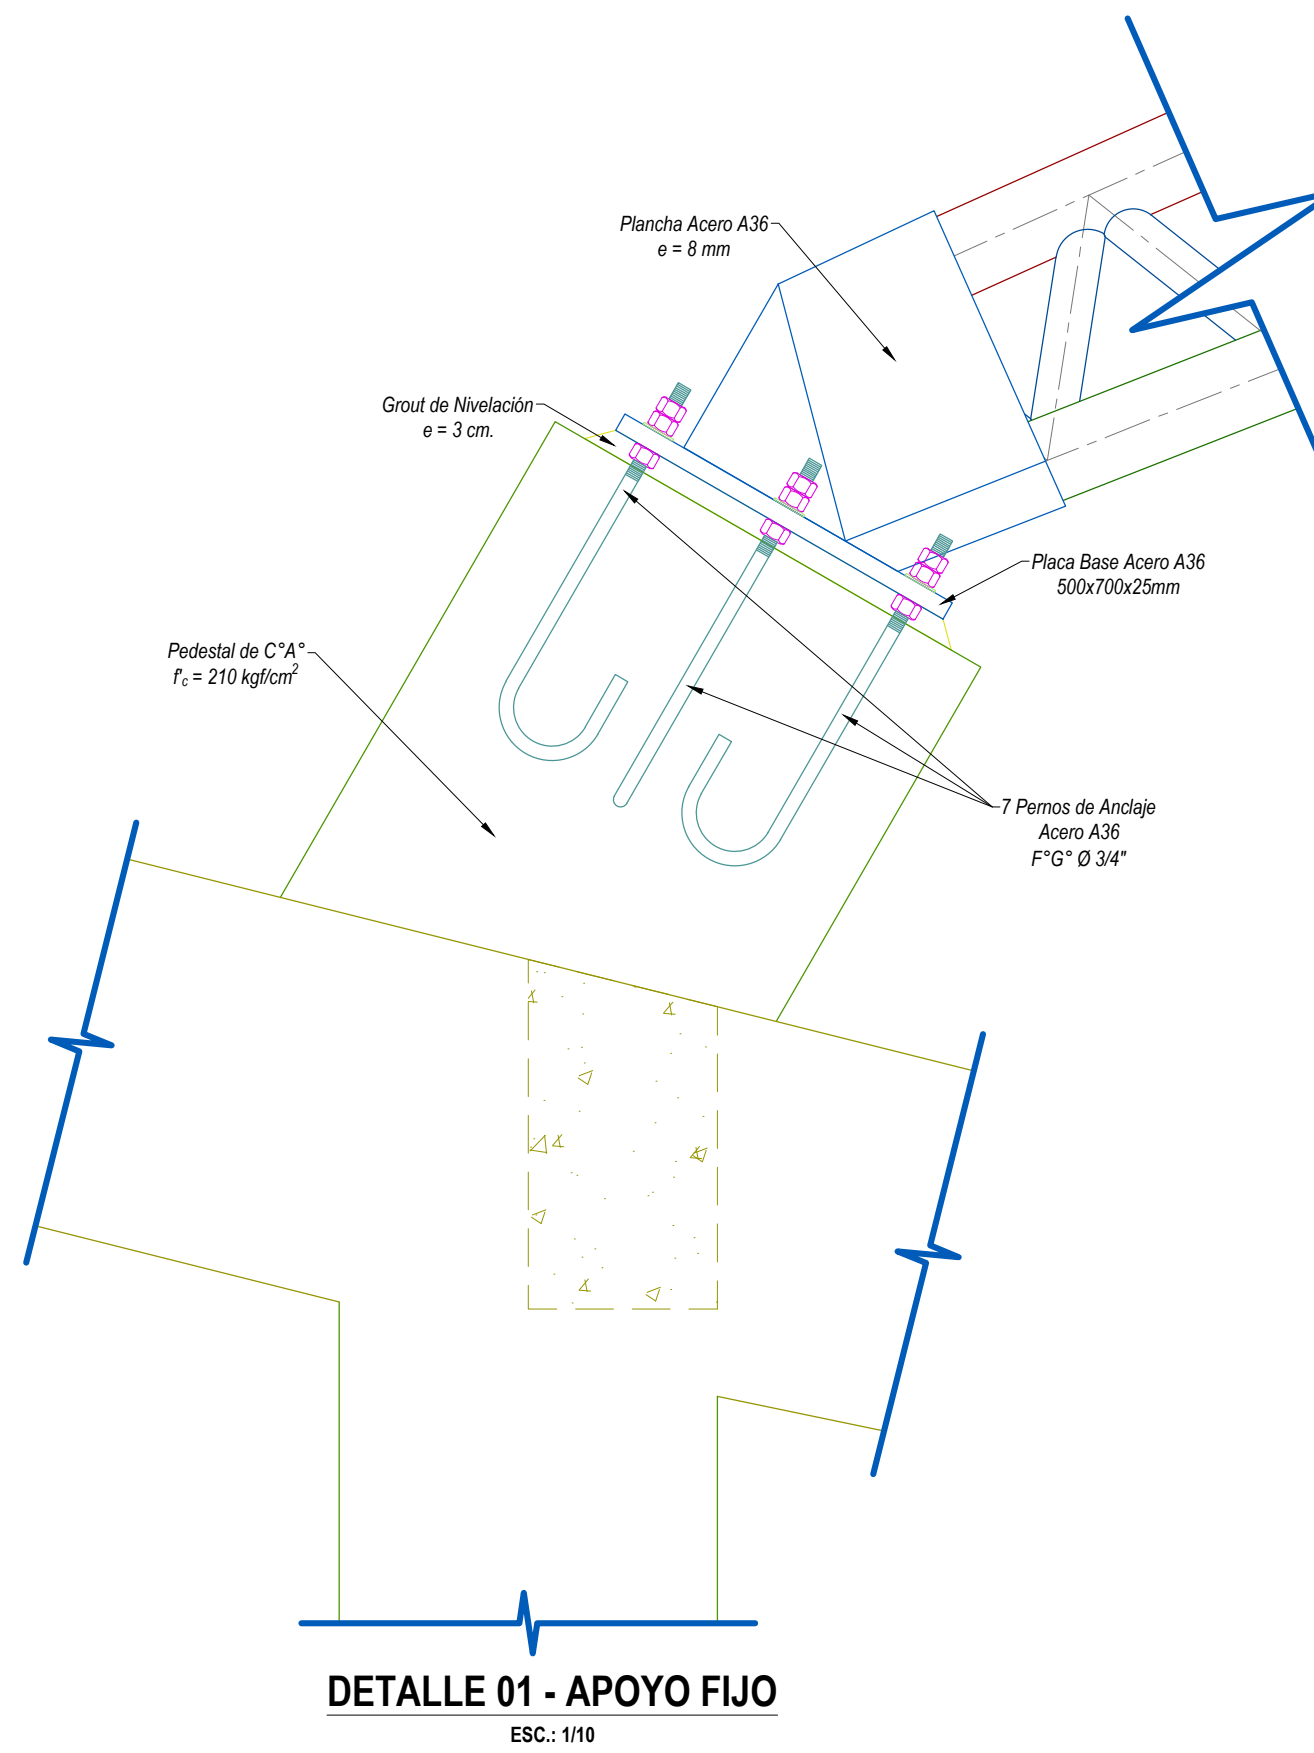 Plancha Acero A36
e = 8 mm
Grout de Nivelación
e = 3 cm.
Placa Base Acero A36
500x700x25mm
Pedestal de C°A°
f'c = 210 kgf/cm²
7 Pernos de Anclaje
Acero A36
F°G° Ø 3/4"
DETALLE 01 - APOYO FIJO
ESC.: 1/10